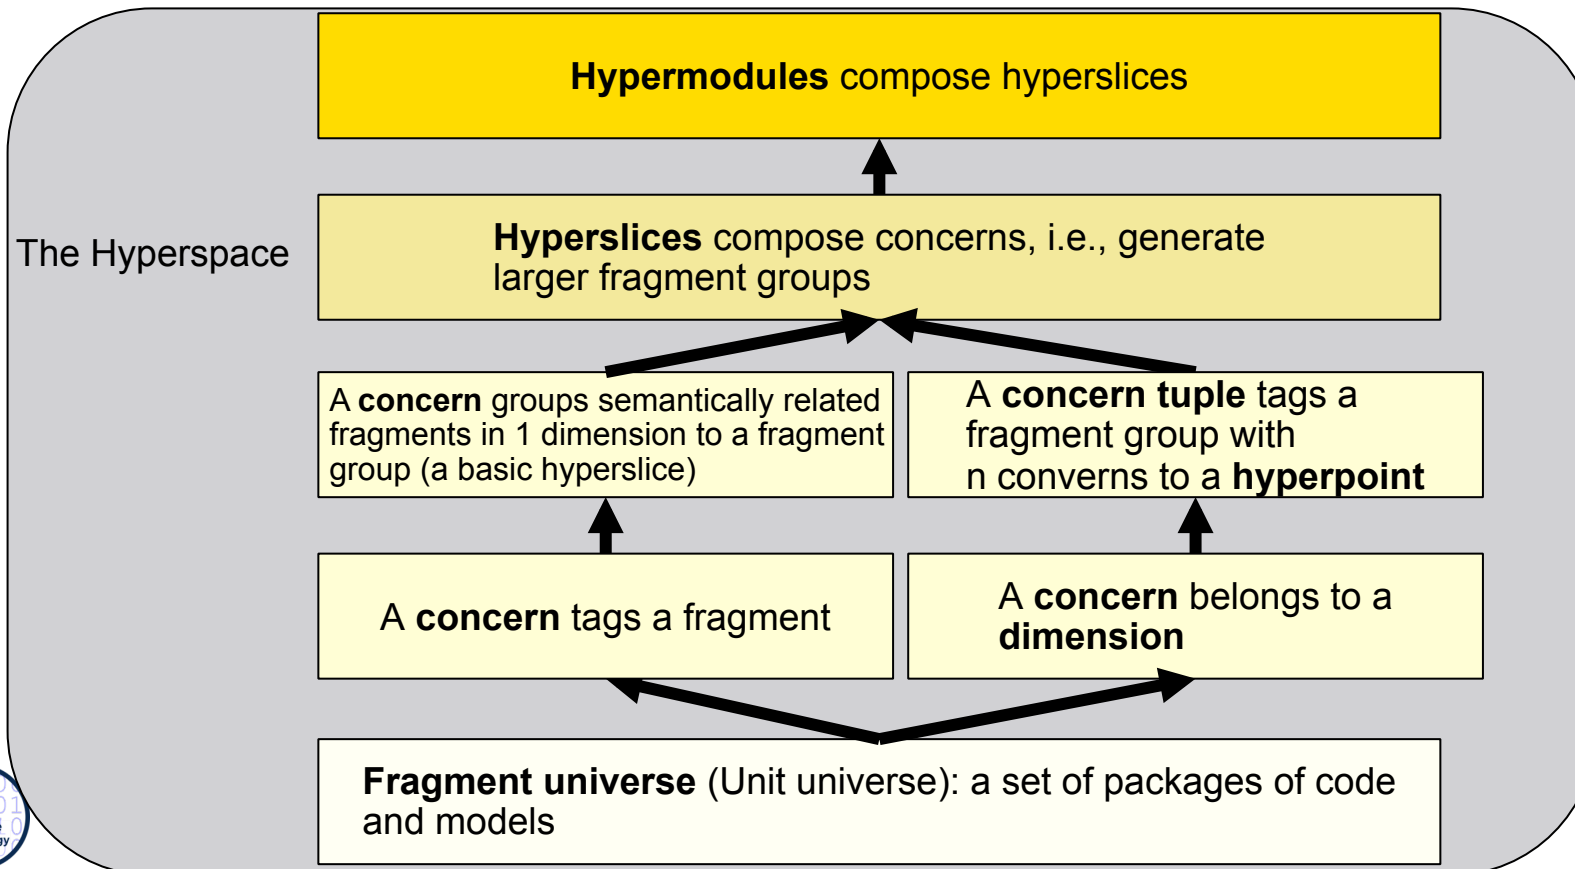 Hypermodules compose hyperslices
The Hyperspace
Hyperslices compose concerns, i.e., generate
larger fragment groups
A concern groups semantically related
fragments in 1 dimension to a fragment
group (a basic hyperslice)
A concern tuple tags a
fragment group with
n converns to a hyperpoint
A concern tags a fragment
A concern belongs to a
dimension
Fragment universe (Unit universe): a set of packages of code
and models